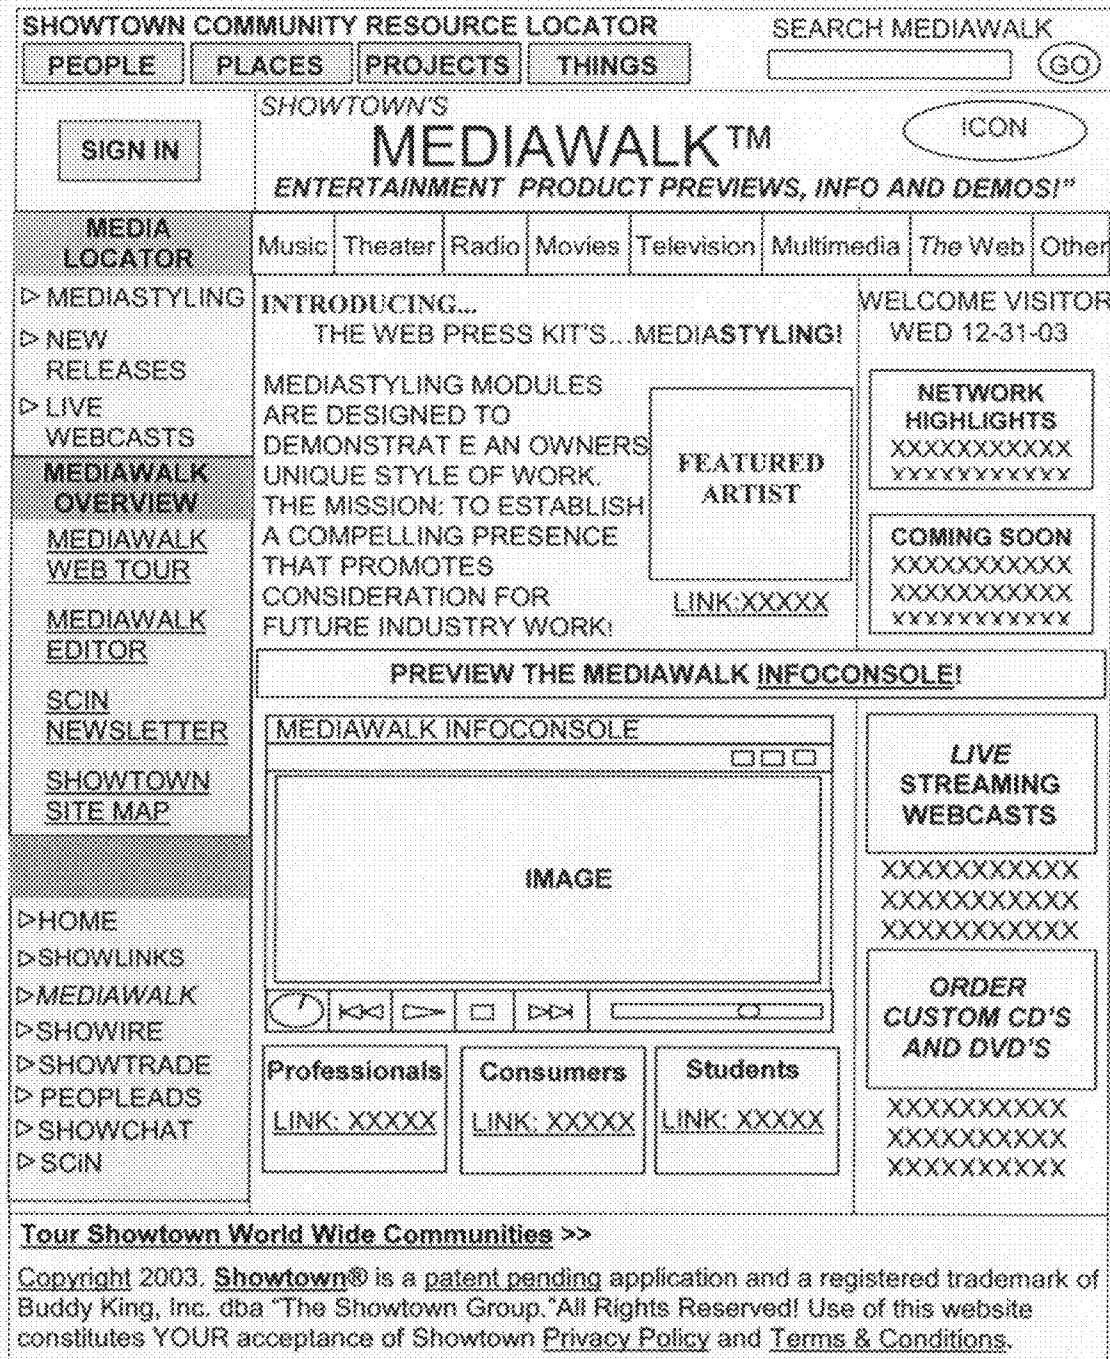 SHOWTOWN COMMUNITY RESOURCE LOCATOR
SEARCH MEDIAWALK
PEOPLE PLACES PROJECTS THINGS
GO
SIGN IN
SHOWTOWN'S
MEDIAWALK™
ICON
ENTERTAINMENT PRODUCT PREVIEWS, INFO AND DEMOS!"
MEDIA
LOCATOR
Music Theater Radio Movies Television Multimedia The Web Other
MEDIASTYLING
NEW
RELEASES
LIVE
WEBCASTS
MEDIAWALK
OVERVIEW
MEDIAWALK
WEB TOUR
MEDIAWALK
EDITOR
SCIN
NEWSLETTER
SHOWTOWN
SITE MAP
HOME
SHOWLINKS
MEDIAWALK
SHOWIRE
SHOWTRADE
PEOPLEADS
SHOWCHAT
SCiN
INTRODUCING...
THE WEB PRESS KIT'S...MEDIASTYLING!
MEDIASTYLING MODULES
ARE DESIGNED TO
DEMONSTRAT E AN OWNERS
UNIQUE STYLE OF WORK.
THE MISSION: TO ESTABLISH
A COMPELLING PRESENCE
THAT PROMOTES
CONSIDERATION FOR
FUTURE INDUSTRY WORK!
FEATURED
ARTIST
LINK:XXXXX
WELCOME VISITOR
WED 12-31-03
NETWORK
HIGHLIGHTS
XXXXXXXXXXX
XXXXXXXXXXX
COMING SOON
XXXXXXXXXXX
XXXXXXXXXXX
XXXXXXXXXXX
PREVIEW THE MEDIAWALK INFOCONSOLE!
MEDIAWALK INFOCONSOLE
IMAGE
Professionals
LINK: XXXXX
Consumers
LINK: XXXXX
Students
LINK: XXXXX
LIVE
STREAMING
WEBCASTS
XXXXXXXXXXX
XXXXXXXXXXX
XXXXXXXXXXX
ORDER
CUSTOM CD'S
AND DVD'S
XXXXXXXXXX
XXXXXXXXXX
XXXXXXXXXX
Tour Showtown World Wide Communities >>
Copyright 2003. Showtown® is a patent pending application and a registered trademark of
Buddy King, Inc. dba "The Showtown Group."All Rights Reserved! Use of this website
constitutes YOUR acceptance of Showtown Privacy Policy and Terms & Conditions.